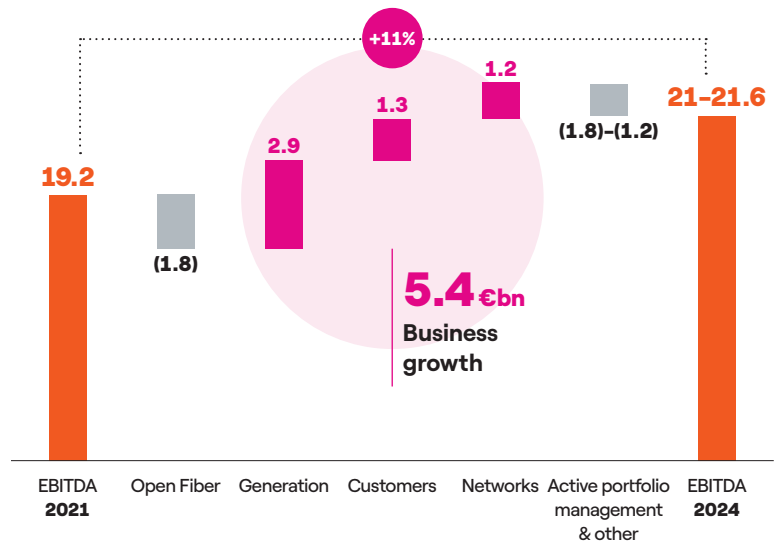 +11%
19.2
(1.8)
2.9
1.3
1.2
(1.8)–(1.2)
21–21.6
5.4 €bn
Business
growth
EBITDA
2021
Open Fiber
Generation
Customers
Networks
Active portfolio
management
& other
EBITDA
2024